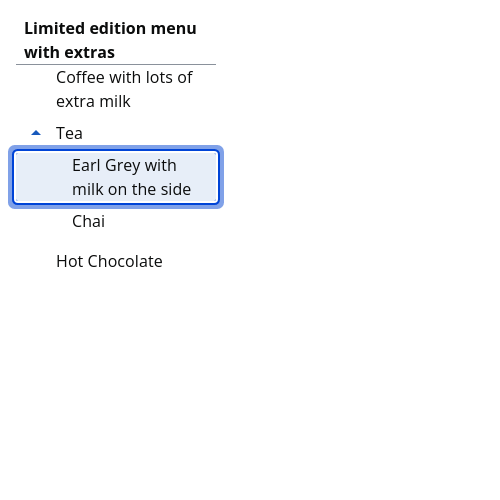 Limited edition menu
with extras
Coffee with lots of
extra milk
Tea
Earl Grey with
milk on the side
Chai
Hot Chocolate